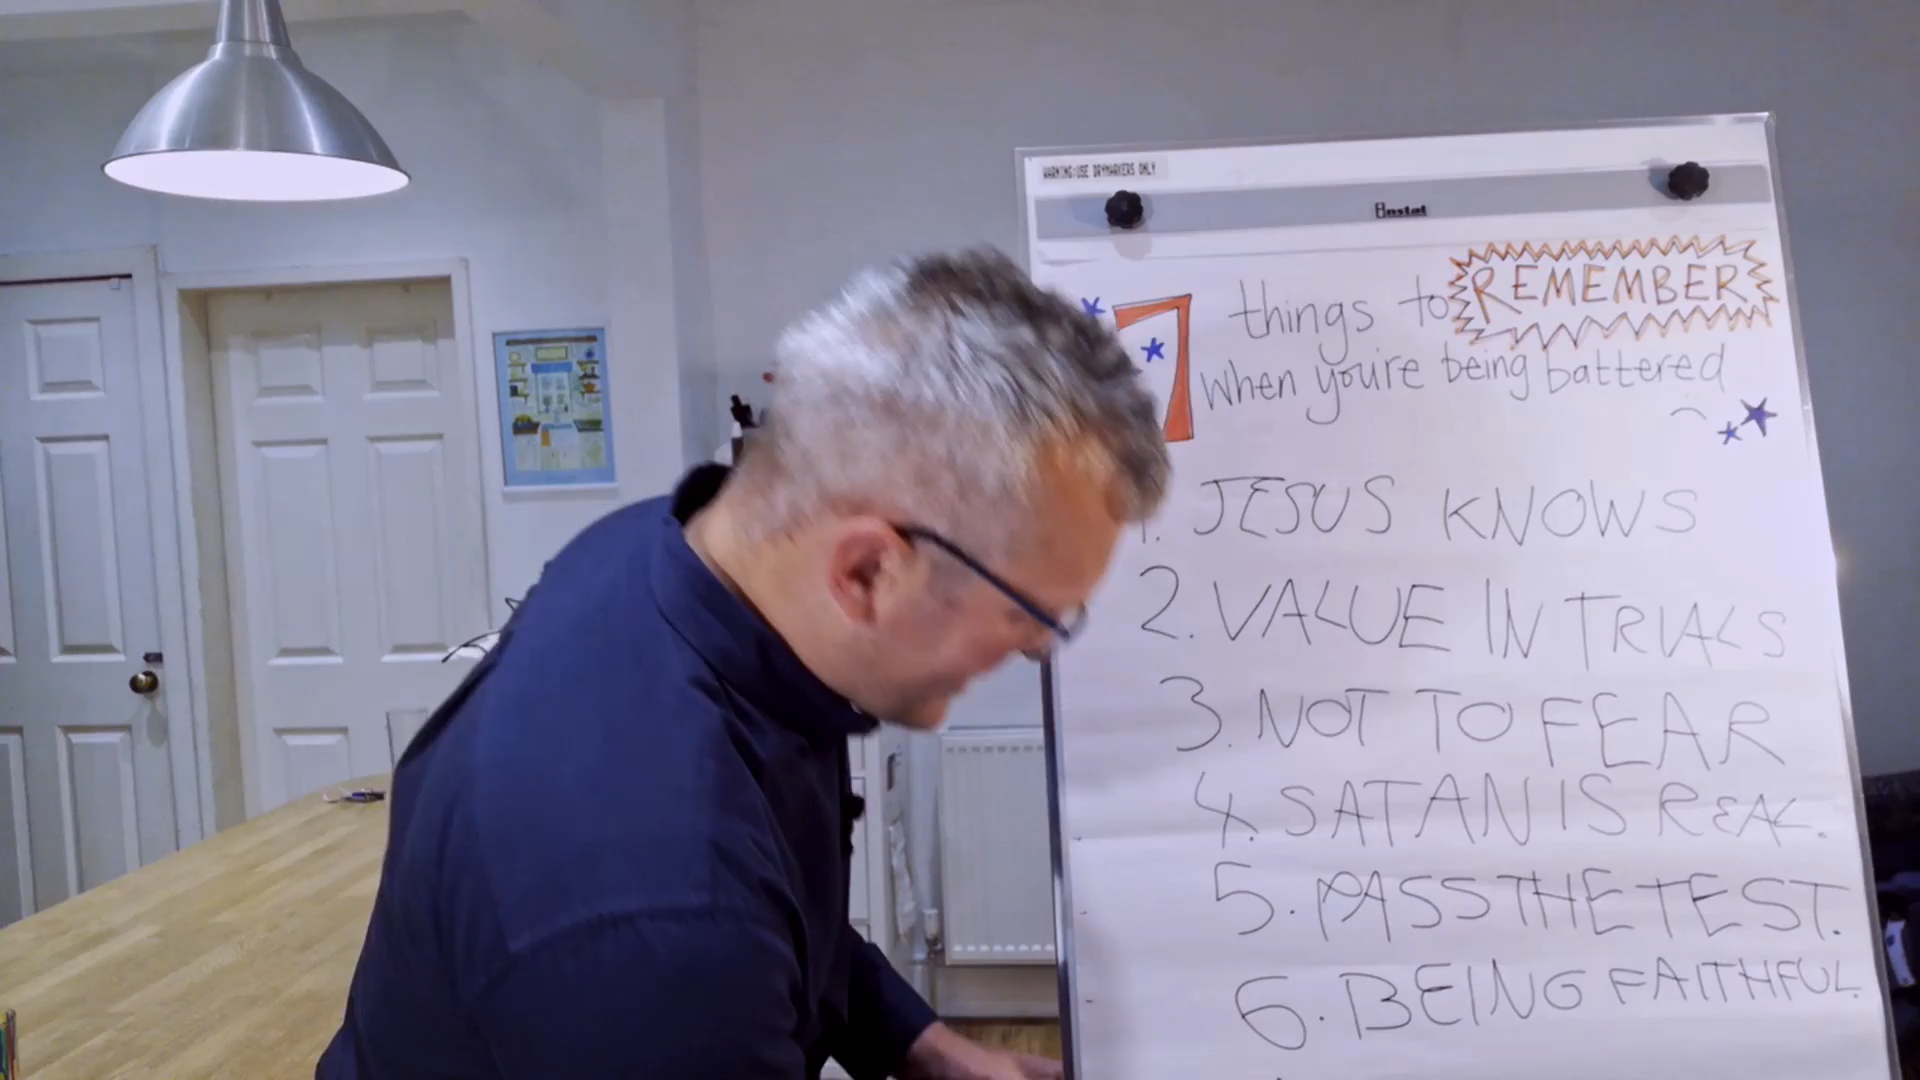 WARNING:USE DRYMARKERS ONLY
nstat
7 things to REMEMBER
when you're being battered
1. JESUS KNOWS
2. VALUE IN TRIALS
3. NOT TO FEAR
4. SATAN IS REAL.
5. PASS THE TEST.
6. BEING FAITHFUL